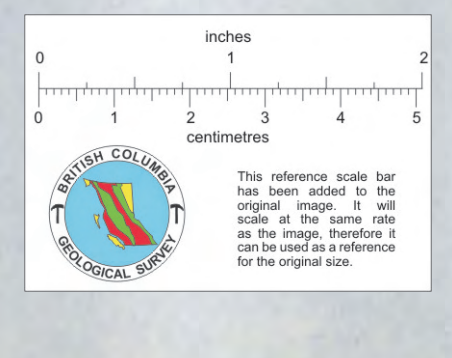 inches
0 1 2
0 1 2 3 4 5
centimetres
BRITISH COLUMBIA
GEOLOGICAL SURVEY
This reference scale bar
has been added to the
original image. It will
scale at the same rate
as the image, therefore it
can be used as a reference
for the original size.